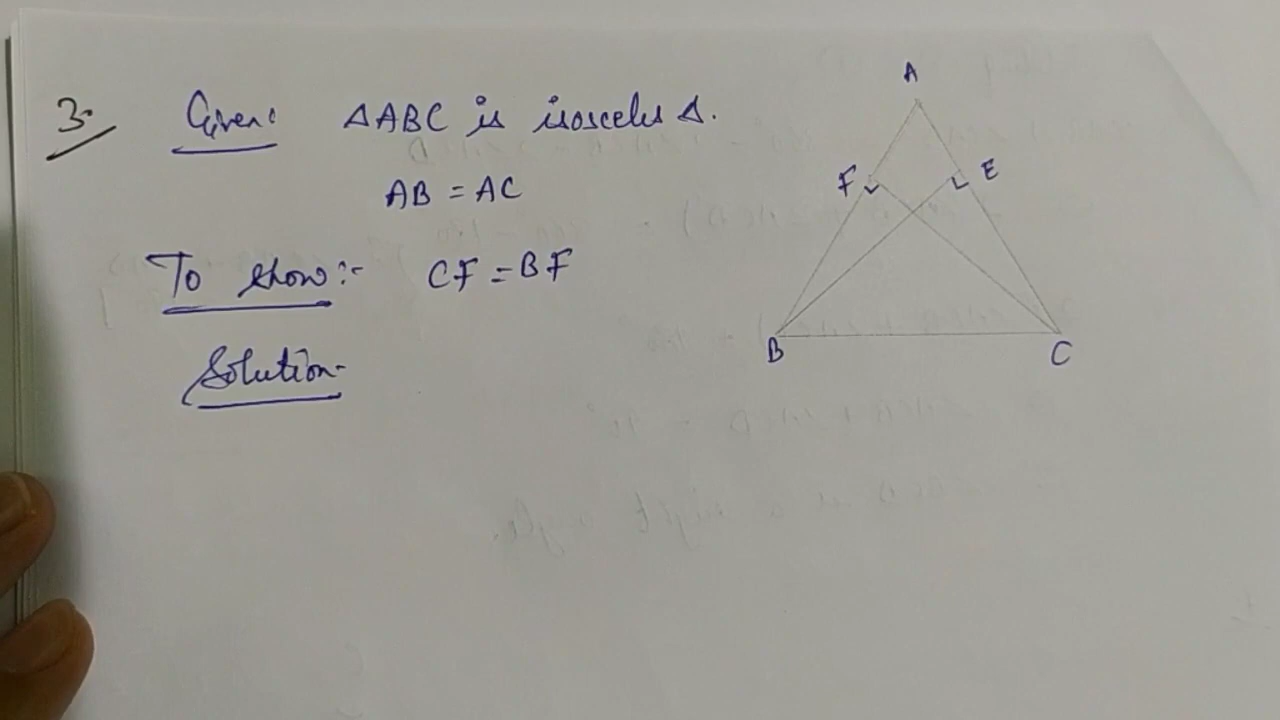 3. Given: ΔABC is isosceles Δ.
AB = AC
To show:- CF = BF
Solution-
A
F
E
B
C